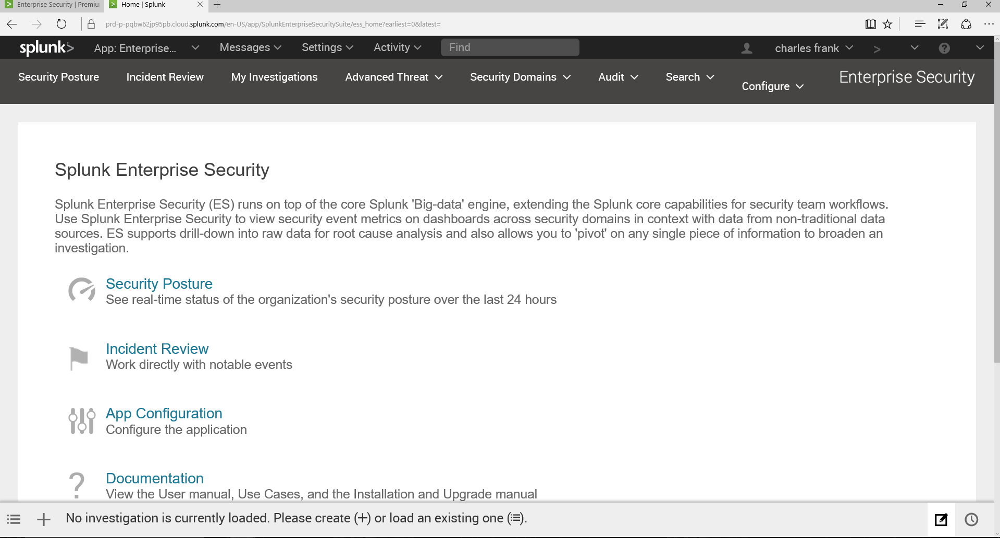 Enterprise Security | Premiu
Home | Splunk
prd-p-pqbw62jp95pb.cloud.splunk.com/en-US/app/SplunkEnterpriseSecuritySuite/ess_home?earliest=0&latest=
splunk> App: Enterprise... Messages Settings Activity Find charles frank >
Security Posture Incident Review My Investigations Advanced Threat Security Domains Audit Search Configure Enterprise Security
Splunk Enterprise Security
Splunk Enterprise Security (ES) runs on top of the core Splunk 'Big-data' engine, extending the Splunk core capabilities for security team workflows.
Use Splunk Enterprise Security to view security event metrics on dashboards across security domains in context with data from non-traditional data
sources. ES supports drill-down into raw data for root cause analysis and also allows you to 'pivot' on any single piece of information to broaden an
investigation.
Security Posture
See real-time status of the organization's security posture over the last 24 hours
Incident Review
Work directly with notable events
App Configuration
Configure the application
Documentation
View the User manual, Use Cases, and the Installation and Upgrade manual
No investigation is currently loaded. Please create (+) or load an existing one (≔).